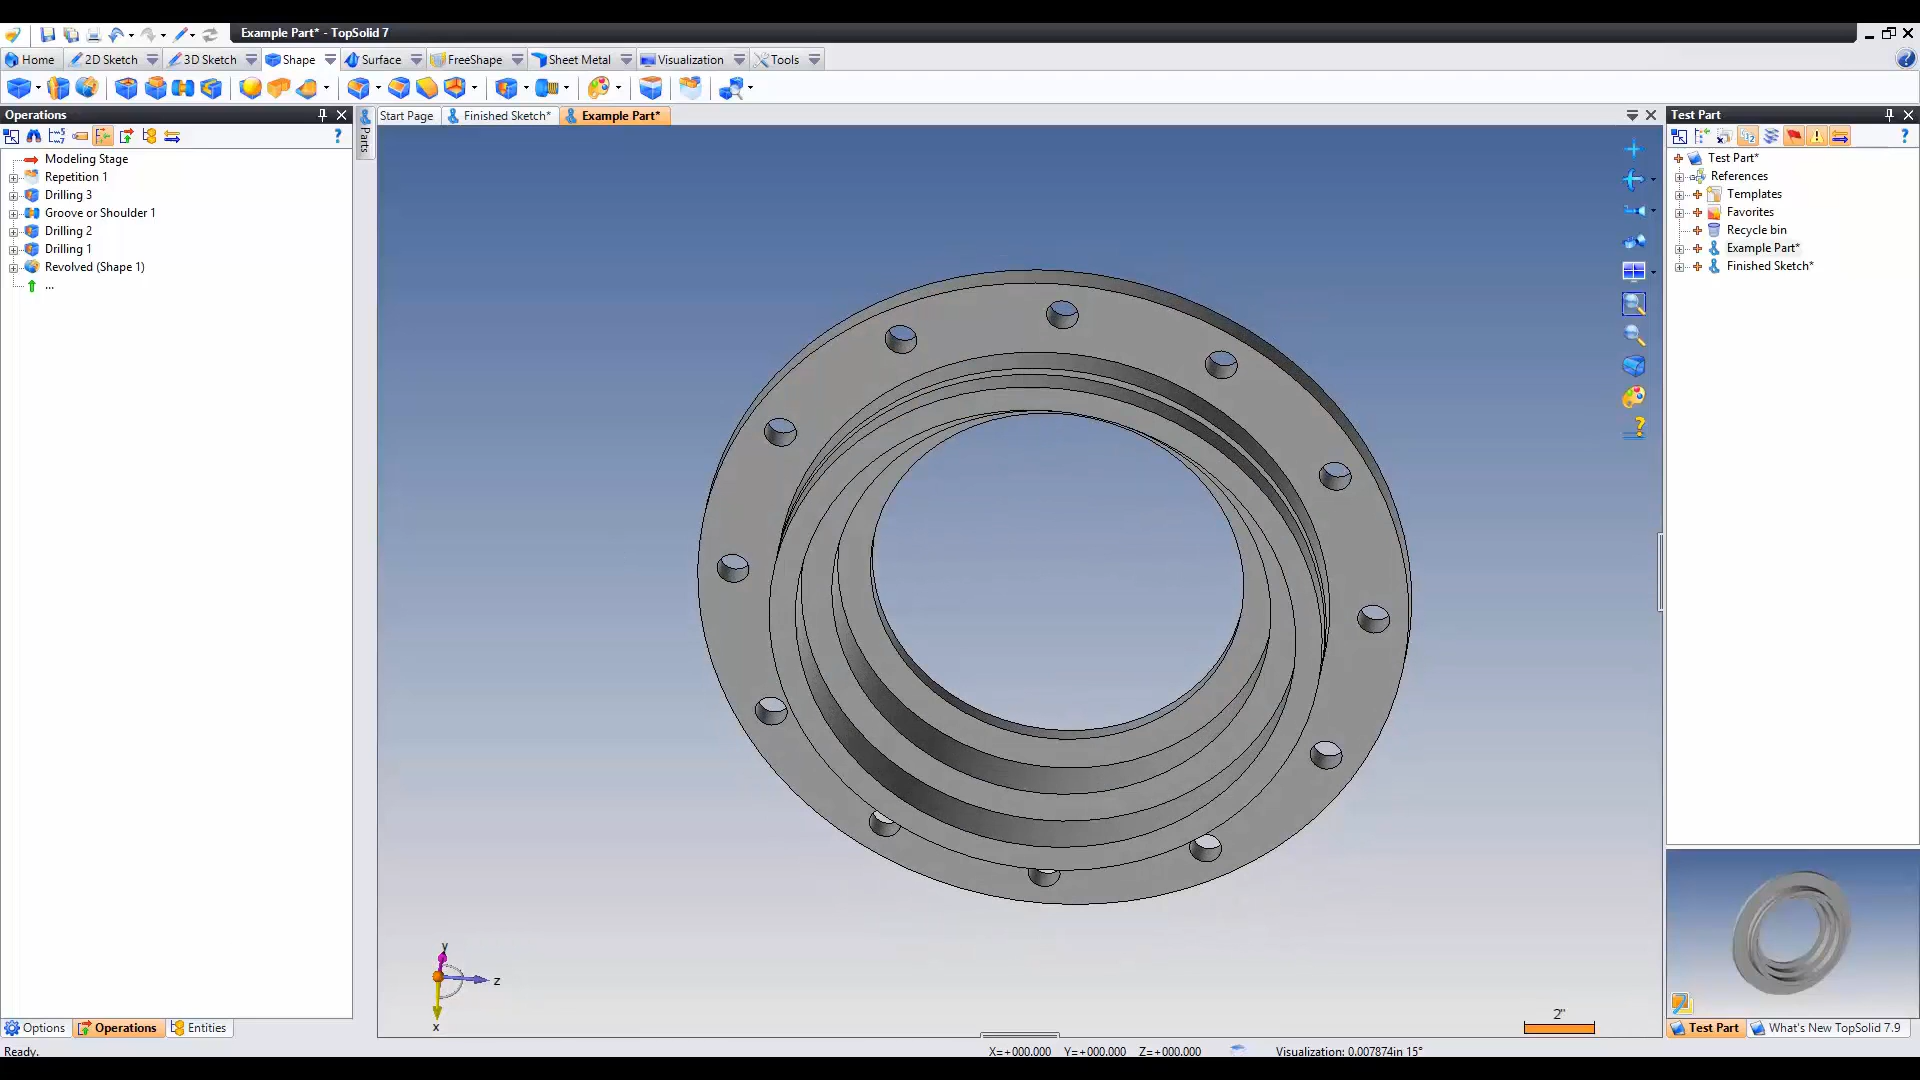 Example Part* - TopSolid 7
Home 2D Sketch 3D Sketch Shape Surface FreeShape Sheet Metal Visualization Tools
Operations
Modeling Stage
Repetition 1
Drilling 3
Groove or Shoulder 1
Drilling 2
Drilling 1
Revolved (Shape 1)
...
Options Operations Entities
Ready.
Parts
Start Page Finished Sketch* Example Part*
y
z
x
2"
X=+000.000 Y=+000.000 Z=+000.000 Visualization: 0.007874in 15°
Test Part
Test Part*
References
Templates
Favorites
Recycle bin
Example Part*
Finished Sketch*
Test Part What's New TopSolid 7.9